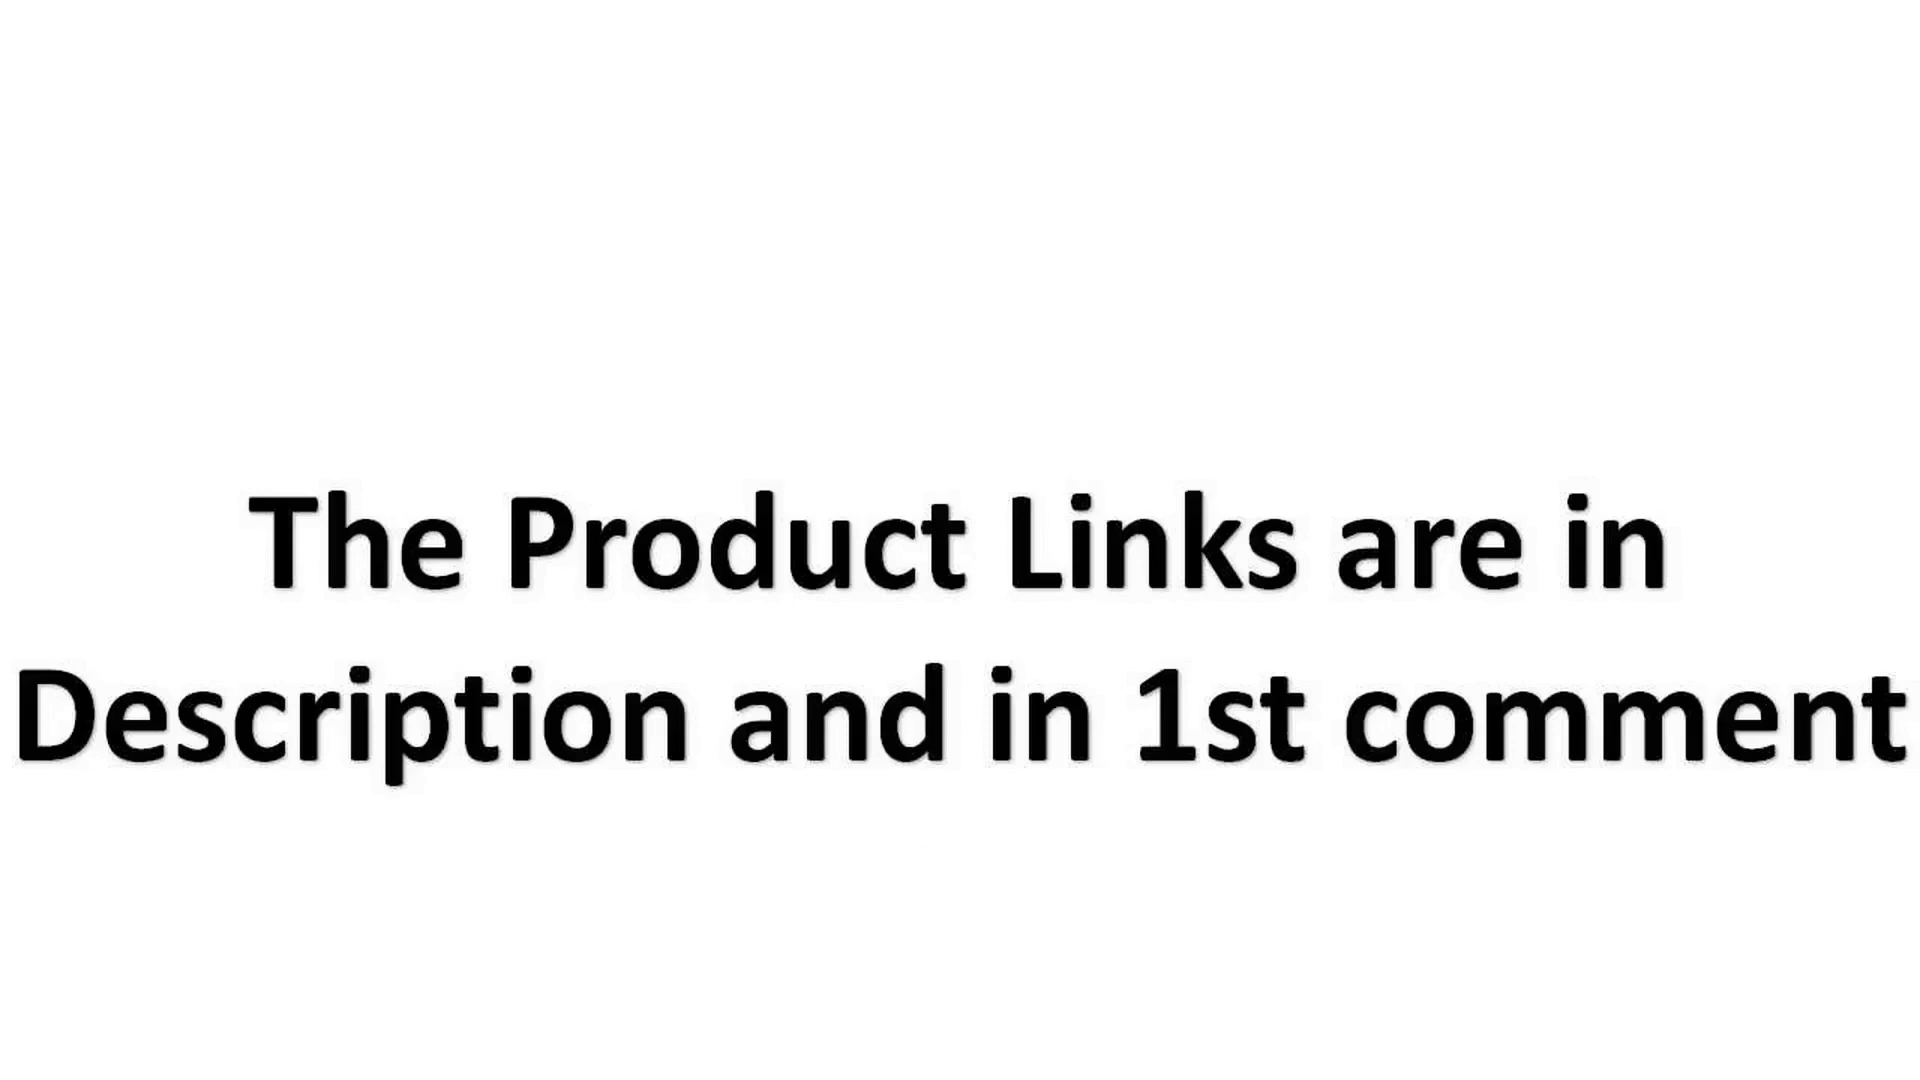 The Product Links are in
Description and in 1st comment